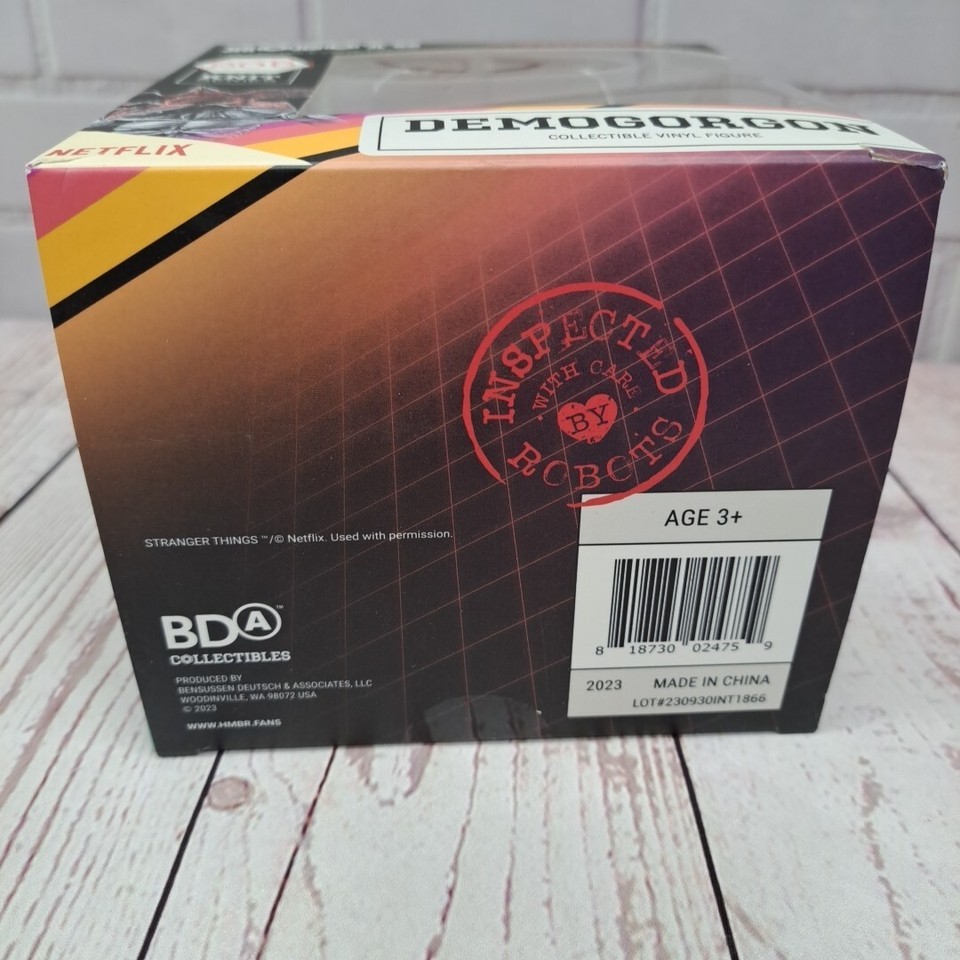 KNIT
NETFLIX
DEMOGORGON
COLLECTIBLE VINYL FIGURE
INSPECTED
WITH CARE
BY
ROBOTS
AGE 3+
8 18730 02475 9
2023 MADE IN CHINA
LOT#230930INT1866
STRANGER THINGS ™/© Netflix. Used with permission.
BDA™
COLLECTIBLES
PRODUCED BY
BENSUSSEN DEUTSCH & ASSOCIATES, LLC
WOODINVILLE, WA 98072 USA
© 2023
WWW.HMBR.FANS